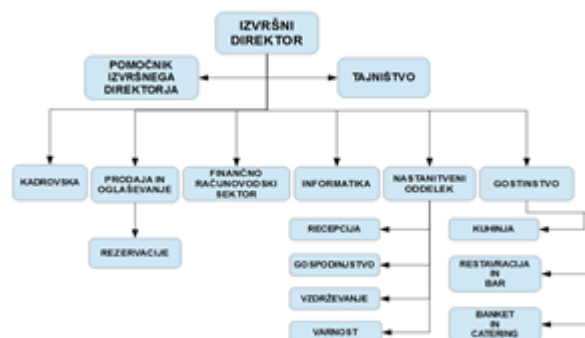 IZVRŠNI
DIREKTOR
POMOČNIK
IZVRŠNEGA
DIREKTORJA
TAJNIŠTVO
KADROVSKA
PRODAJA IN
OGLAŠEVANJE
FINANČNO
RAČUNOVODSKI
SEKTOR
INFORMATIKA
NASTANITVENI
ODDELEK
GOSTINSTVO
REZERVACIJE
RECEPCIJA
GOSPODINJSTVO
VZDRŽEVANJE
VARNOST
KUHINJA
RESTAVRACIJA
IN
BAR
BANKET
IN
CATERING